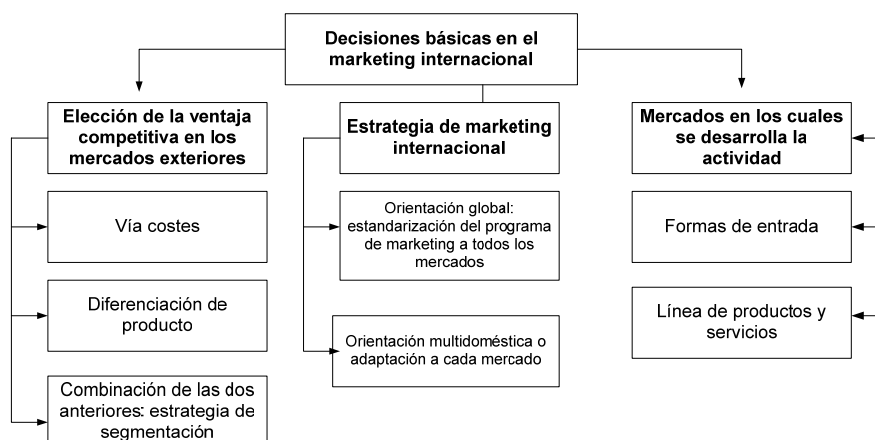 Decisiones básicas en el
marketing internacional
Elección de la ventaja
competitiva en los
mercados exteriores
Vía costes
Diferenciación de
producto
Combinación de las dos
anteriores: estrategia de
segmentación
Estrategia de marketing
internacional
Orientación global:
estandarización del programa
de marketing a todos los
mercados
Orientación multidoméstica o
adaptación a cada mercado
Mercados en los cuales
se desarrolla la
actividad
Formas de entrada
Línea de productos y
servicios